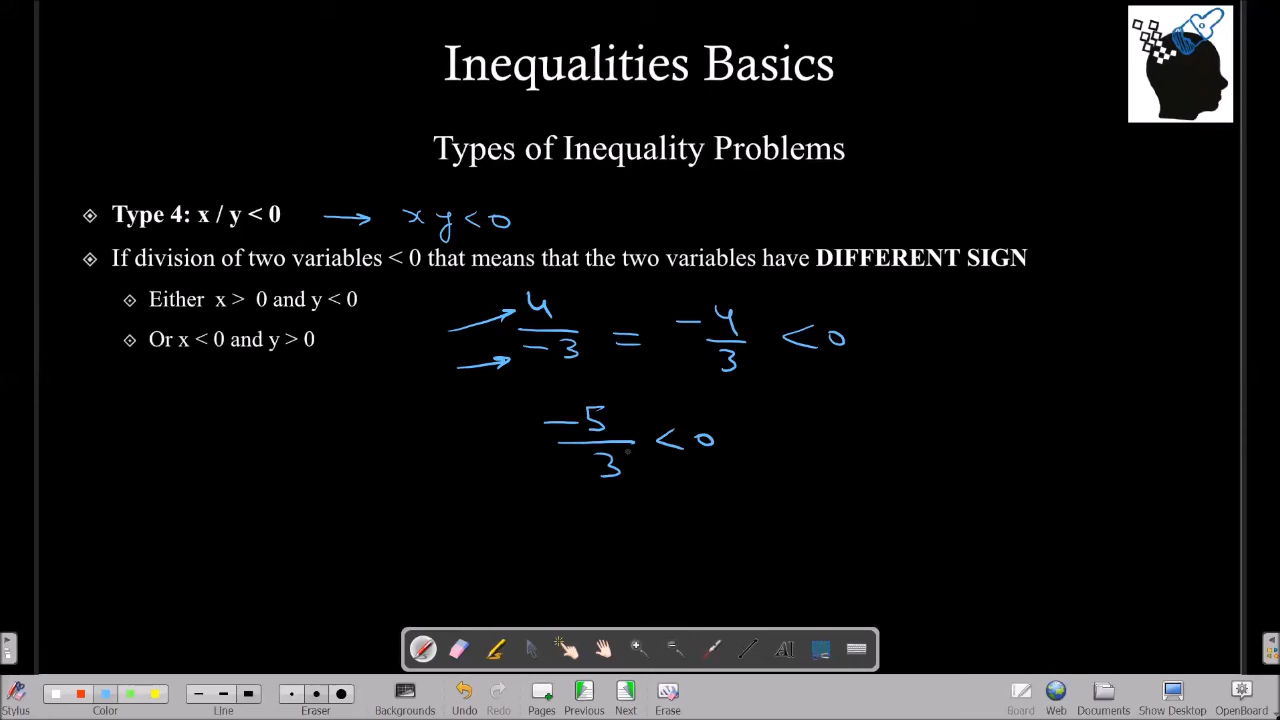 Inequalities Basics
Types of Inequality Problems
Type 4: x / y < 0 → x y < 0
If division of two variables < 0 that means that the two variables have DIFFERENT SIGN
Either x > 0 and y < 0
Or x < 0 and y > 0
4 / -3 = -4 / 3 < 0
-5 / 3 < 0
AI
Stylus Color Line Eraser Backgrounds Undo Redo Pages Previous Next Erase Board Web Documents Show Desktop OpenBoard